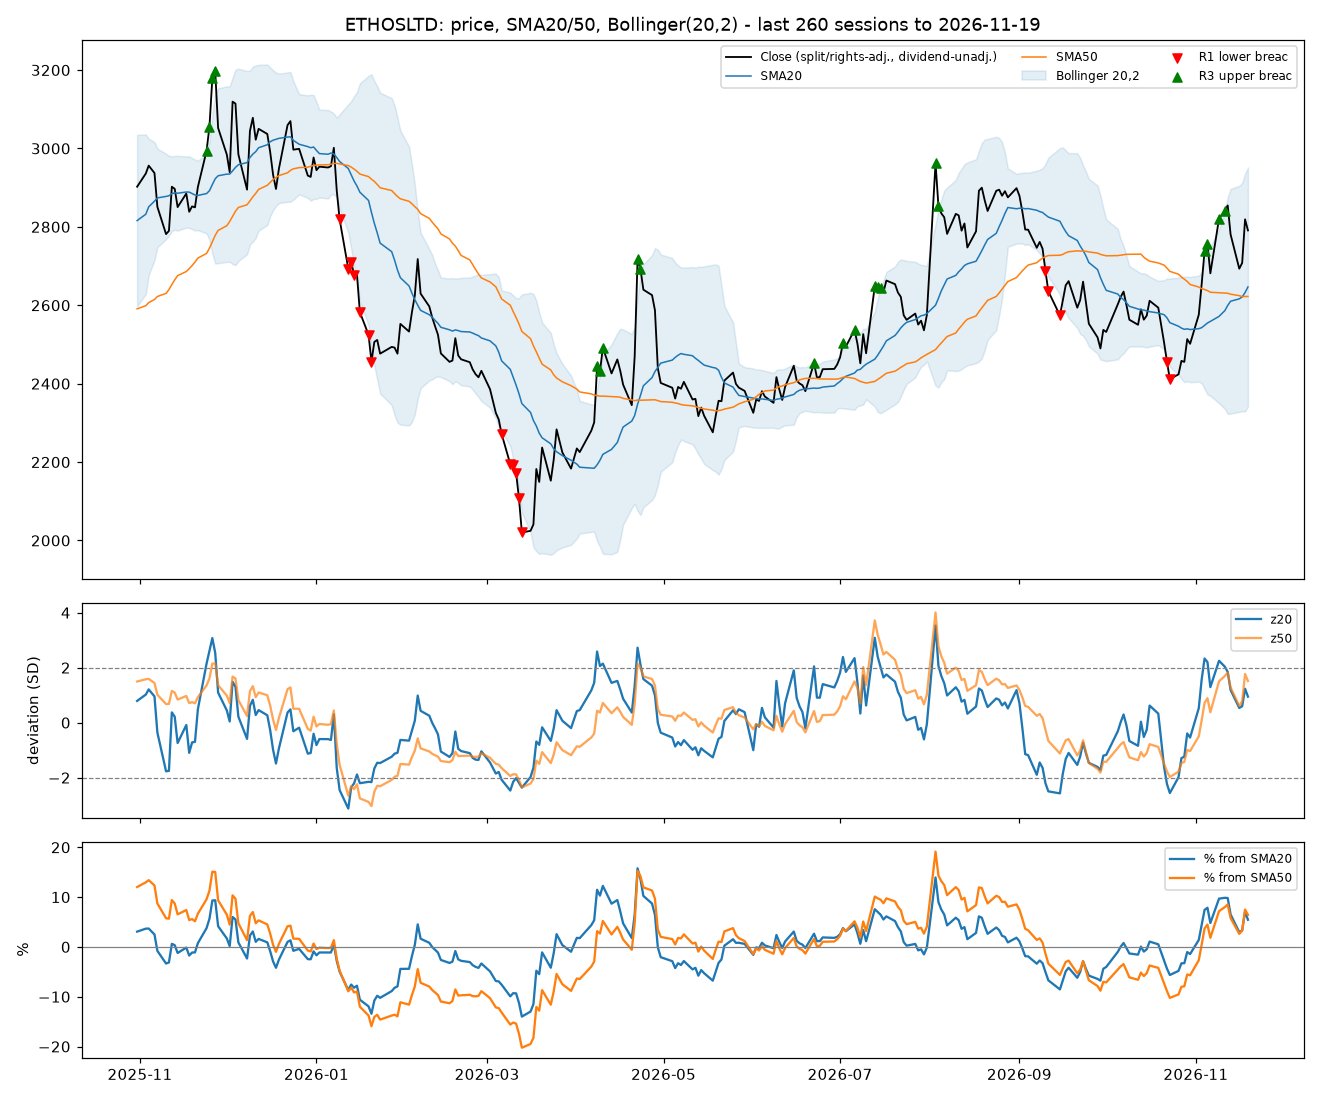 ETHOSLTD: price, SMA20/50, Bollinger(20,2) - last 260 sessions to 2026-11-19
Close (split/rights-adj., dividend-unadj.)
SMA20
SMA50
Bollinger 20,2
R1 lower breac
R3 upper breac
3200
3000
2800
2600
2400
2200
2000
deviation (SD)
4
2
0
−2
z20
z50
%
20
10
0
−10
−20
% from SMA20
% from SMA50
2025-11 2026-01 2026-03 2026-05 2026-07 2026-09 2026-11